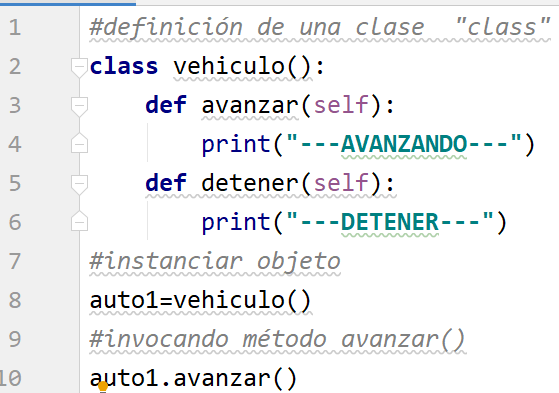 1 #definición de una clase  "class"
2 class vehiculo():
3     def avanzar(self):
4         print("---AVANZANDO---")
5     def detener(self):
6         print("---DETENER---")
7 #instanciar objeto
8 auto1=vehiculo()
9 #invocando método avanzar()
10 auto1.avanzar()